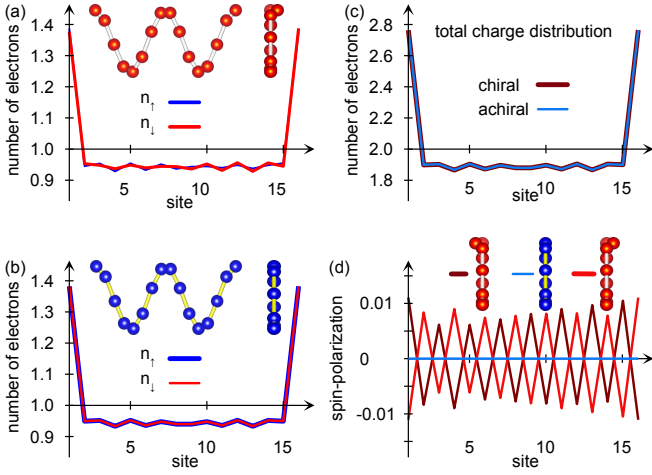 (a)
number of electrons
1.4
1.3
1.2
1.1
1.0
0.9
n↑
n↓
5
10
15
site
(c)
number of electrons
2.8
2.6
2.4
2.2
2.0
1.8
total charge distribution
chiral
achiral
5
10
15
site
(b)
number of electrons
1.4
1.3
1.2
1.1
1.0
0.9
n↑
n↓
5
10
15
site
(d)
spin-polarization
0.01
0
-0.01
5
10
15
site